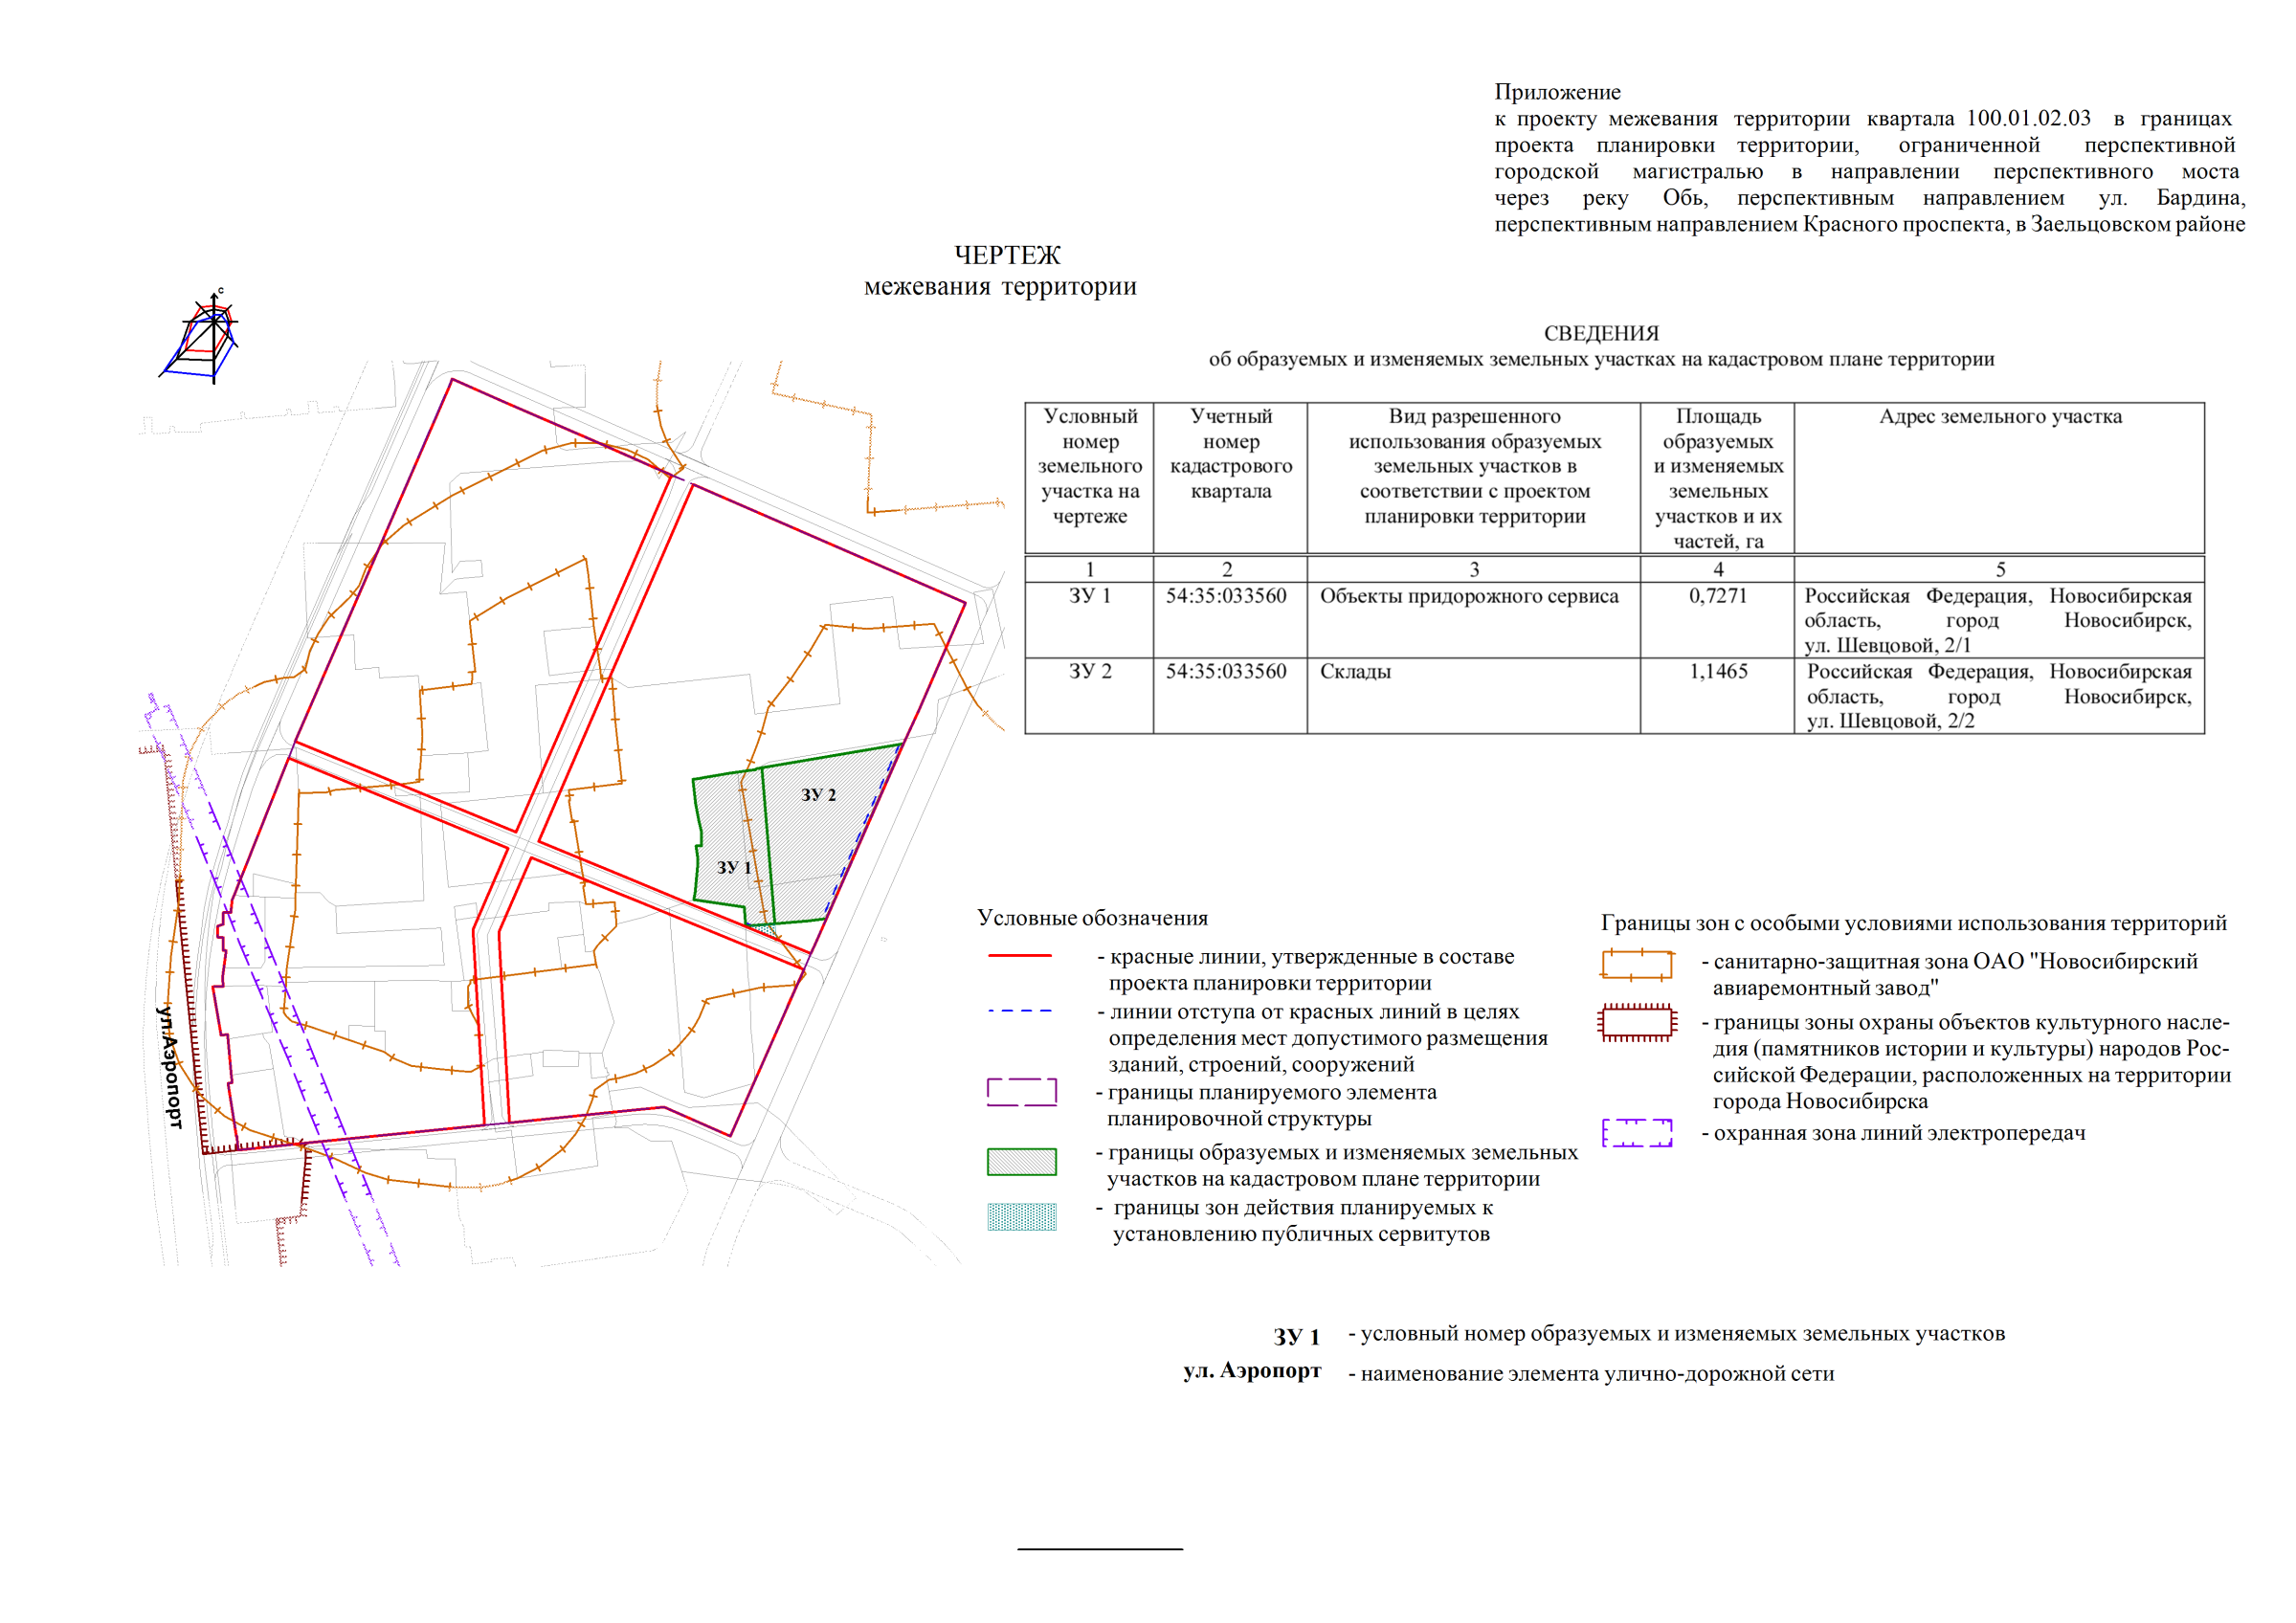 Приложение
к проекту межевания территории квартала 100.01.02.03 в границах
проекта планировки территории, ограниченной перспективной
городской магистралью в направлении перспективного моста
через реку Обь, перспективным направлением ул. Бардина,
перспективным направлением Красного проспекта, в Заельцовском районе
ЧЕРТЕЖ
межевания территории
С
СВЕДЕНИЯ
об образуемых и изменяемых земельных участках на кадастровом плане территории
Условный номер земельного участка на чертеже
Учетный номер кадастрового квартала
Вид разрешенного использования образуемых земельных участков в соответствии с проектом планировки территории
Площадь образуемых и изменяемых земельных участков и их частей, га
Адрес земельного участка
1 2 3 4 5
ЗУ 1 54:35:033560 Объекты придорожного сервиса 0,7271 Российская Федерация, Новосибирская
область, город Новосибирск,
ул. Шевцовой, 2/1
ЗУ 2 54:35:033560 Склады 1,1465 Российская Федерация, Новосибирская
область, город Новосибирск,
ул. Шевцовой, 2/2
ЗУ 2
ЗУ 1
ул.Аэропорт
Условные обозначения
- красные линии, утвержденные в составе
проекта планировки территории
- линии отступа от красных линий в целях
определения мест допустимого размещения
зданий, строений, сооружений
- границы планируемого элемента
планировочной структуры
- границы образуемых и изменяемых земельных
участков на кадастровом плане территории
- границы зон действия планируемых к
установлению публичных сервитутов
Границы зон с особыми условиями использования территорий
- санитарно-защитная зона ОАО "Новосибирский
авиаремонтный завод"
- границы зоны охраны объектов культурного насле-
дия (памятников истории и культуры) народов Рос-
сийской Федерации, расположенных на территории
города Новосибирска
- охранная зона линий электропередач
ЗУ 1 - условный номер образуемых и изменяемых земельных участков
ул. Аэропорт - наименование элемента улично-дорожной сети